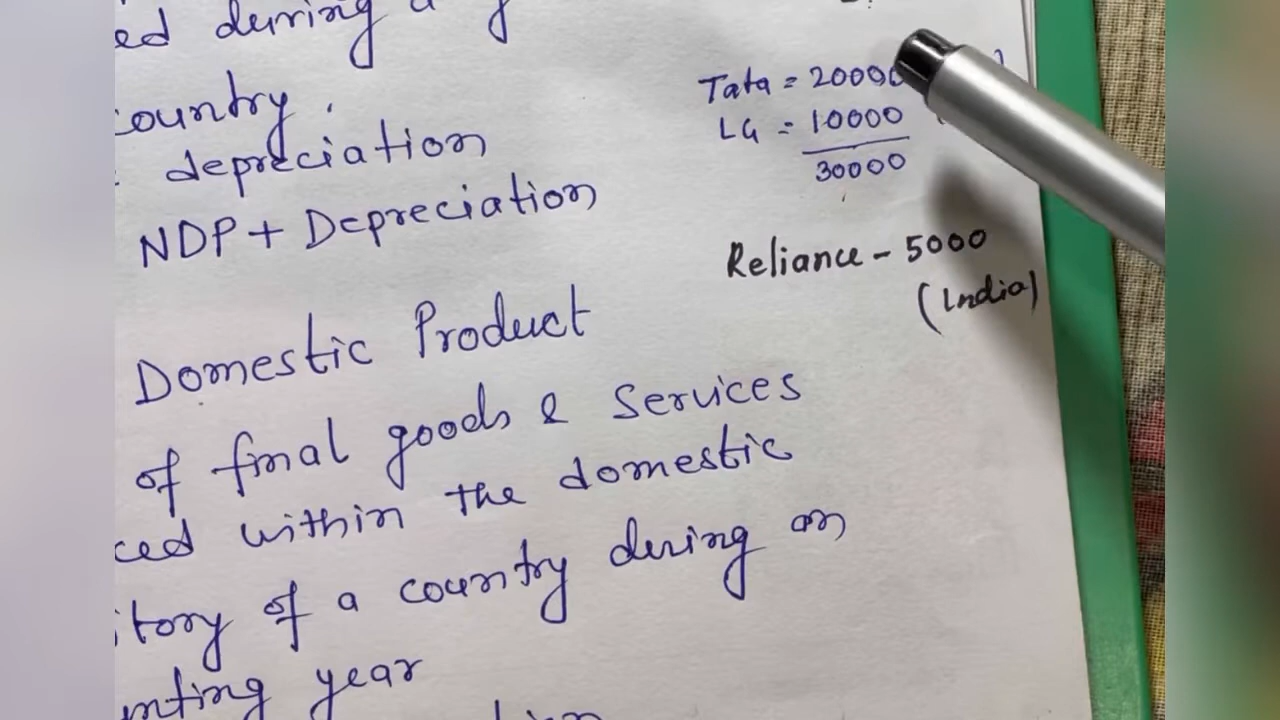 ed during a y
country.
depreciation
NDP + Depreciation
Domestic Product
of final goods & Services
ced within the domestic
itory of a country during an
nting year
Tata = 20000
LG = 10000
30000
Reliance - 5000
(India)